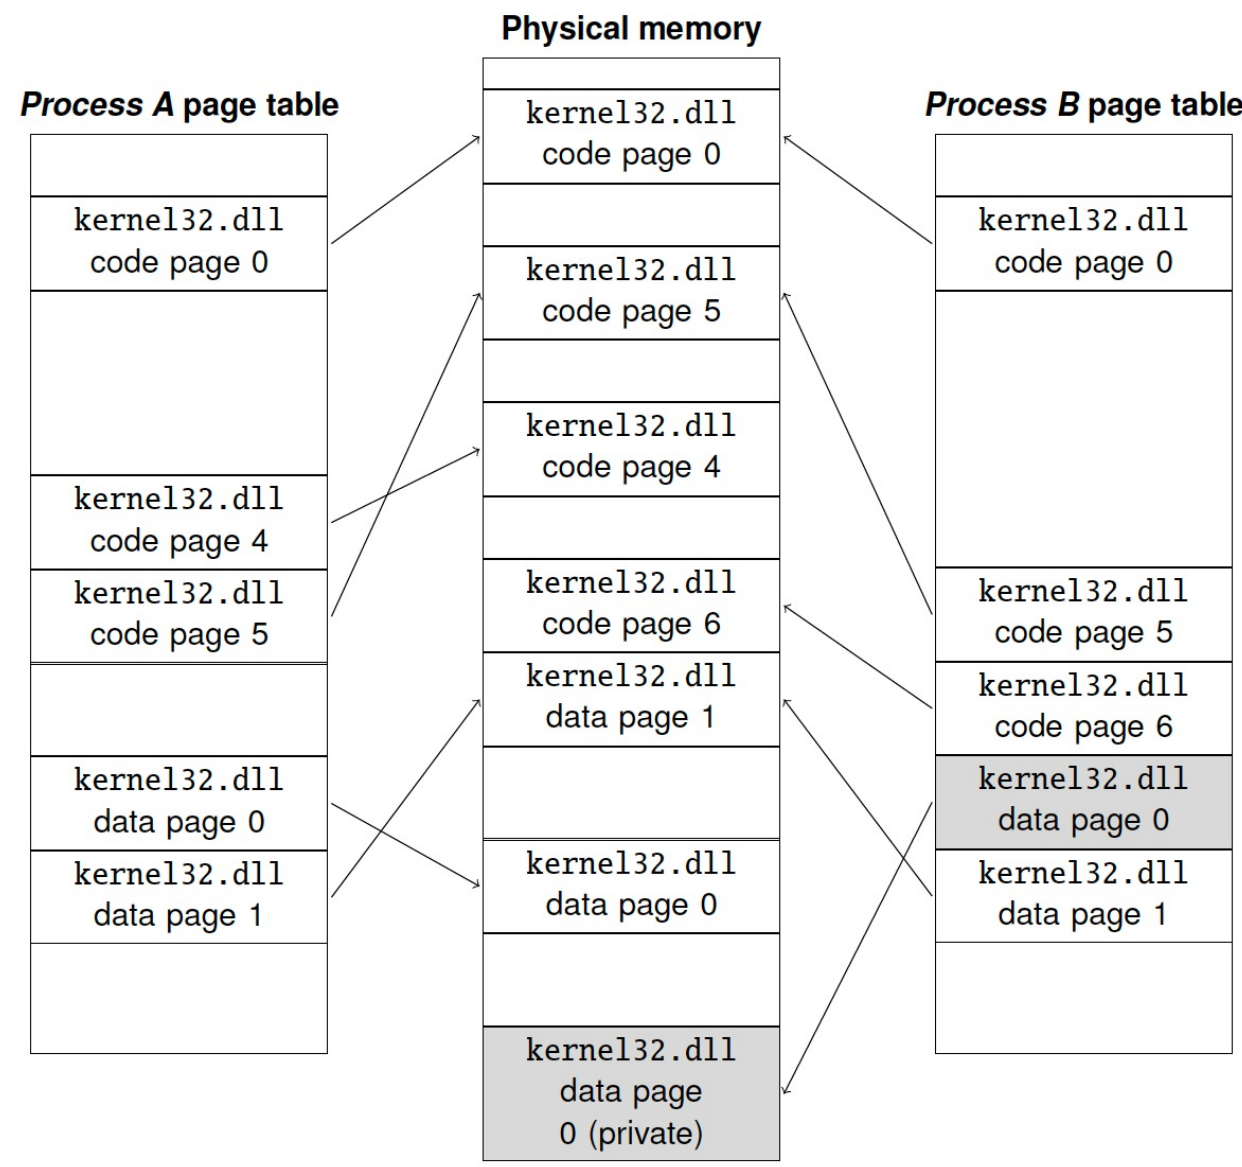 Physical memory
Process A page table
kernel32.dll
code page 0
kernel32.dll
code page 4
kernel32.dll
code page 5
kernel32.dll
data page 0
kernel32.dll
data page 1
kernel32.dll
code page 0
kernel32.dll
code page 5
kernel32.dll
code page 4
kernel32.dll
code page 6
kernel32.dll
data page 1
kernel32.dll
data page 0
kernel32.dll
data page
0 (private)
Process B page table
kernel32.dll
code page 0
kernel32.dll
code page 5
kernel32.dll
code page 6
kernel32.dll
data page 0
kernel32.dll
data page 1